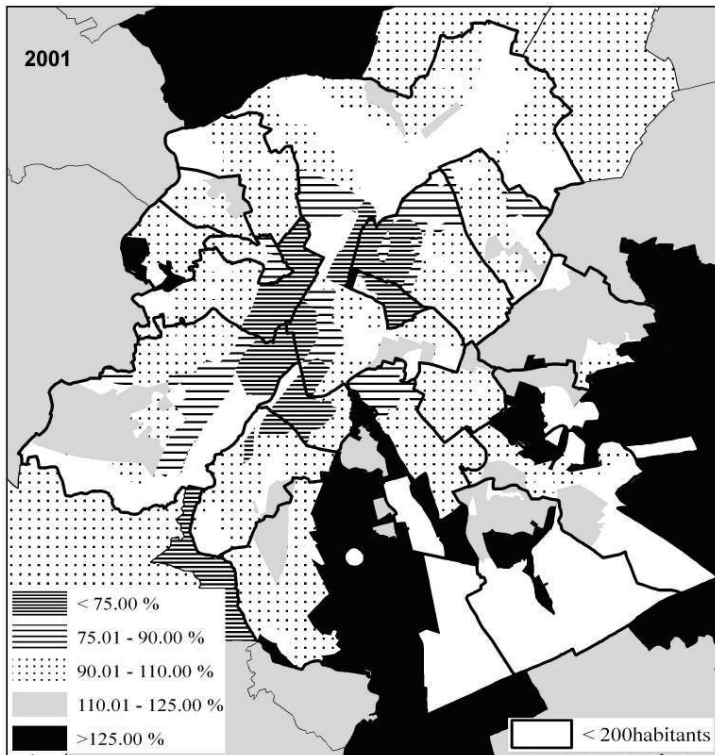 2001
< 75.00 %
75.01 - 90.00 %
90.01 - 110.00 %
110.01 - 125.00 %
>125.00 %
< 200habitants